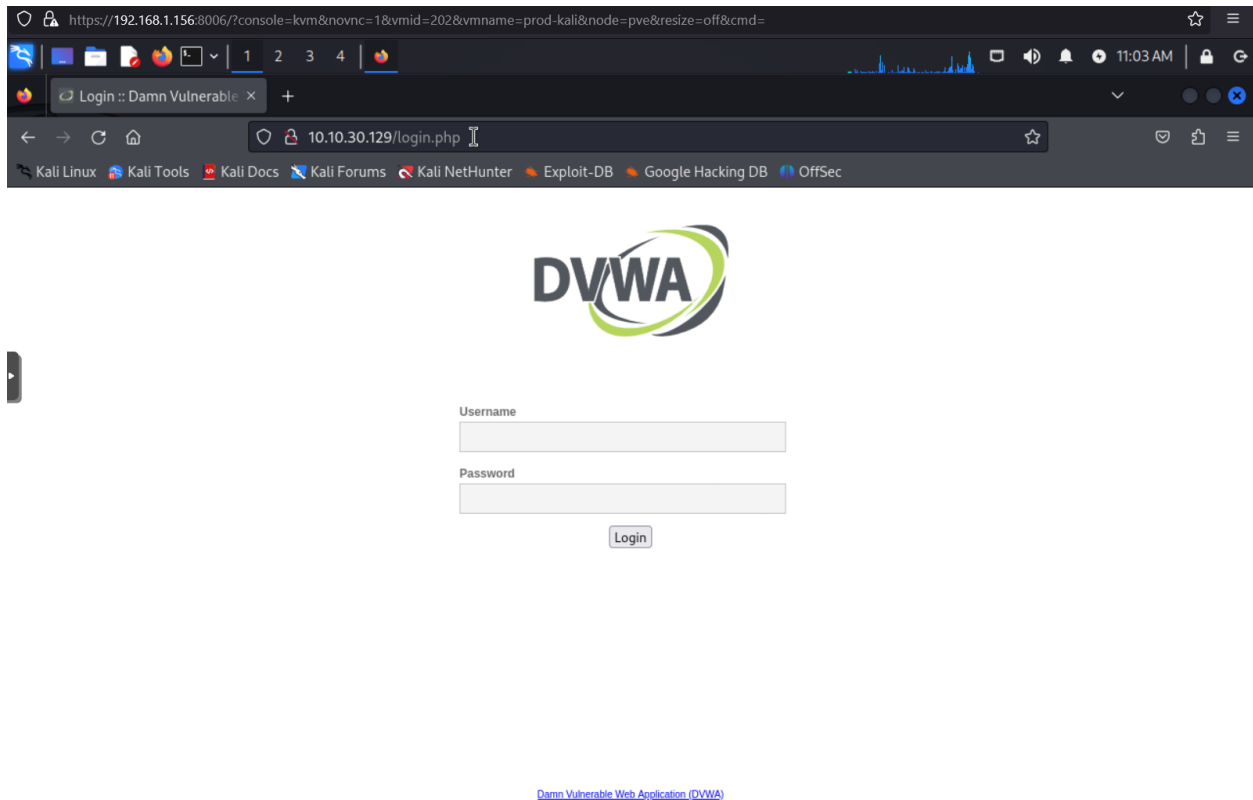 https://192.168.1.156:8006/?console=kvm&novnc=1&vmid=202&vmname=prod-kali&node=pve&resize=off&cmd=
1 2 3 4 11:03 AM
Login :: Damn Vulnerable
10.10.30.129/login.php
Kali Linux Kali Tools Kali Docs Kali Forums Kali NetHunter Exploit-DB Google Hacking DB OffSec
DVWA
Username
Password
Login
Damn Vulnerable Web Application (DVWA)